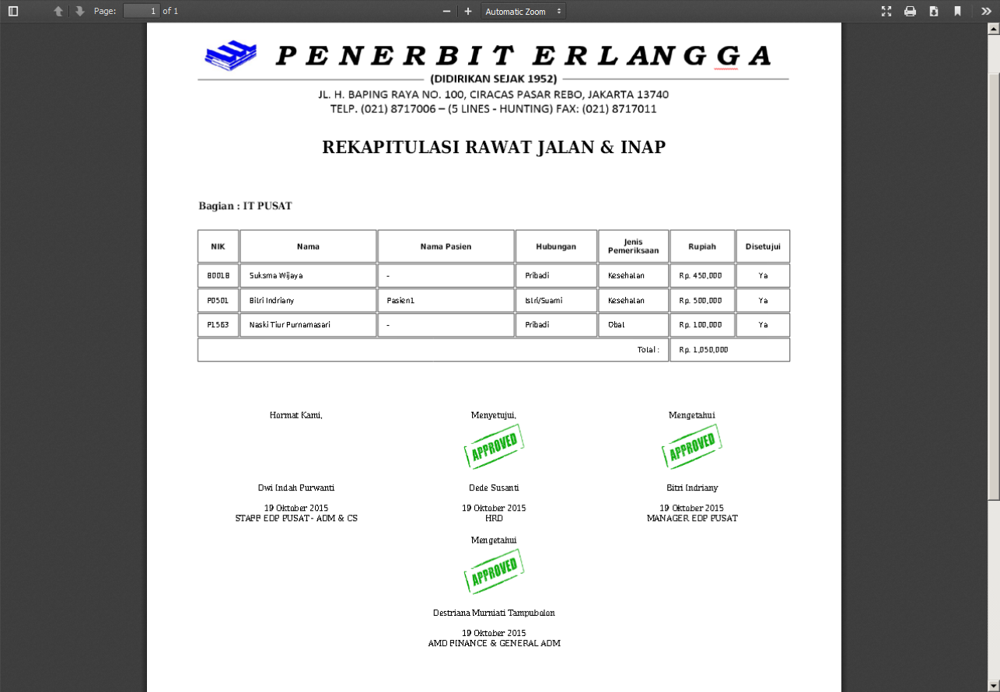 Page: 1 of 1 Automatic Zoom
PENERBIT ERLANGGA
(DIDIRIKAN SEJAK 1952)
JL. H. BAPING RAYA NO. 100, CIRACAS PASAR REBO, JAKARTA 13740
TELP. (021) 8717006 – (5 LINES - HUNTING) FAX: (021) 8717011
REKAPITULASI RAWAT JALAN & INAP
Bagian : IT PUSAT
NIK Nama Nama Pasien Hubungan Jenis Pemeriksaan Rupiah Disetujui
B0018 Suksma Wijaya - Pribadi Kesehatan Rp. 450,000 Ya
P0501 Bitri Indriany Pasien1 Istri/Suami Kesehatan Rp. 500,000 Ya
P1563 Naski Tiur Purnamasari - Pribadi Obat Rp. 100,000 Ya
Total : Rp. 1,050,000
Hormat Kami, Menyetujui, Mengetahui
APPROVED APPROVED
Dwi Indah Purwanti Dede Susanti Bitri Indriany
19 Oktober 2015 19 Oktober 2015 19 Oktober 2015
STAFF EDP PUSAT - ADM & CS HRD MANAGER EDP PUSAT
Mengetahui
APPROVED
Destriana Murniati Tampubolon
19 Oktober 2015
AMD FINANCE & GENERAL ADM